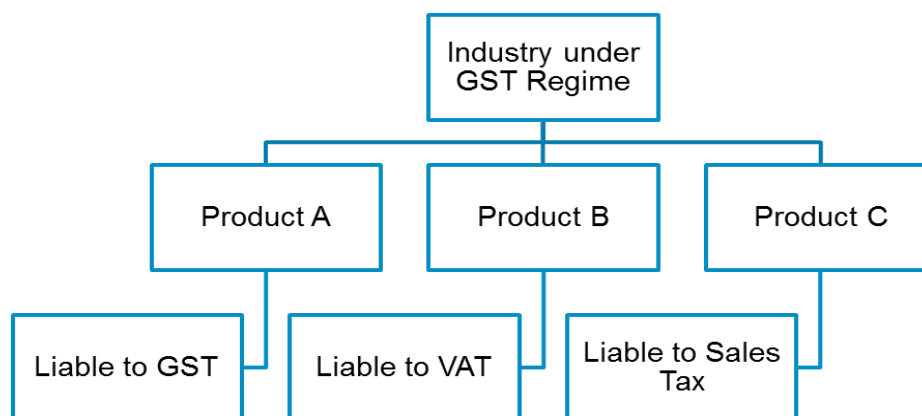 Industry under
GST Regime
Product A
Product B
Product C
Liable to GST
Liable to VAT
Liable to Sales
Tax